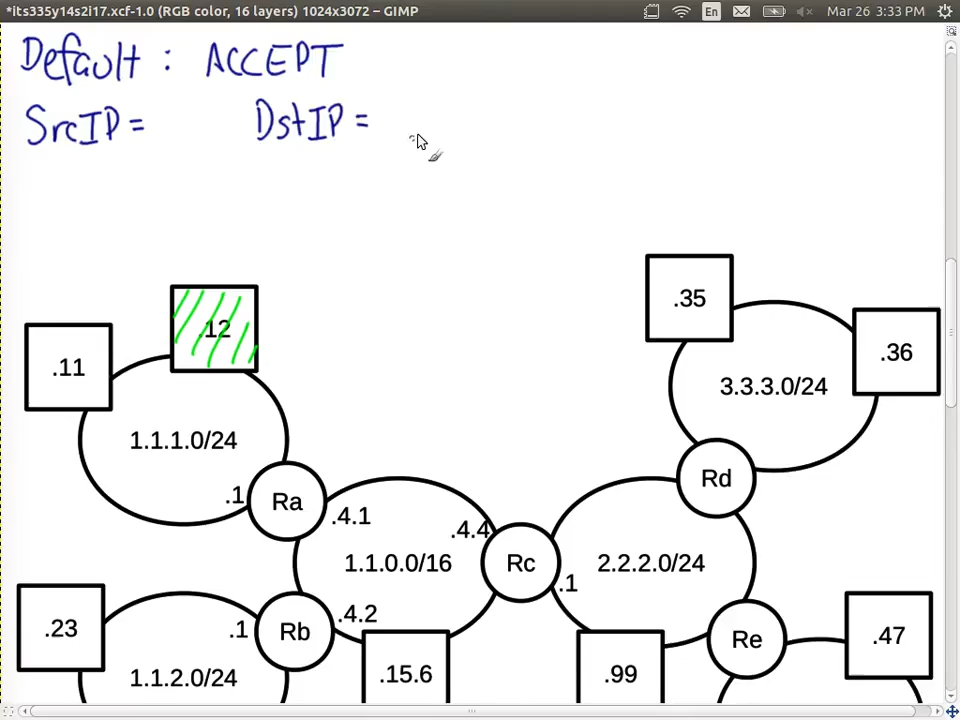 *its335y14s2i17.xcf-1.0 (RGB color, 16 layers) 1024x3072 – GIMP En Mar 26 3:33 PM
Default : ACCEPT
SrcIP = DstIP =
.35
.12
.36
.11
3.3.3.0/24
1.1.1.0/24
Rd
.1 Ra
.4.1 .4.4
1.1.0.0/16 Rc 2.2.2.0/24
.1
.4.2
.23 .1 Rb Re .47
1.1.2.0/24 .15.6 .99